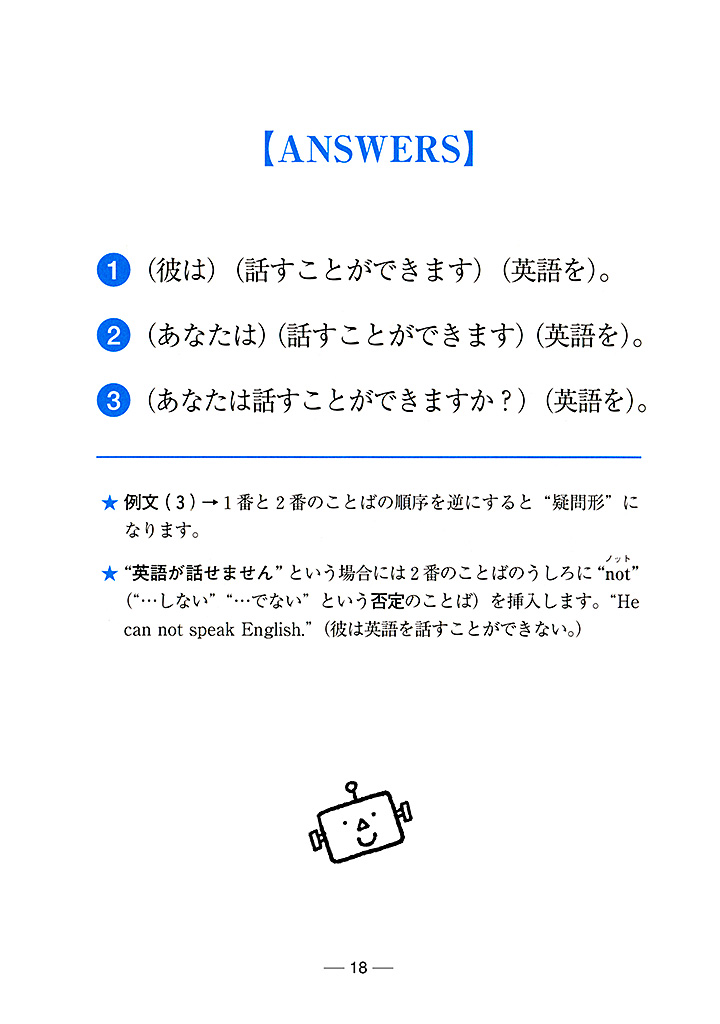 【ANSWERS】
1 （彼は）（話すことができます）（英語を）。
2 （あなたは）（話すことができます）（英語を）。
3 （あなたは話すことができますか？）（英語を）。
★ 例文（3）→1番と2番のことばの順序を逆にすると“疑問形”に
なります。
ノット
★ “英語が話せません”という場合には2番のことばのうしろに“not”
（“…しない”“…でない”という否定のことば）を挿入します。“He
can not speak English.”（彼は英語を話すことができない。）
— 18 —